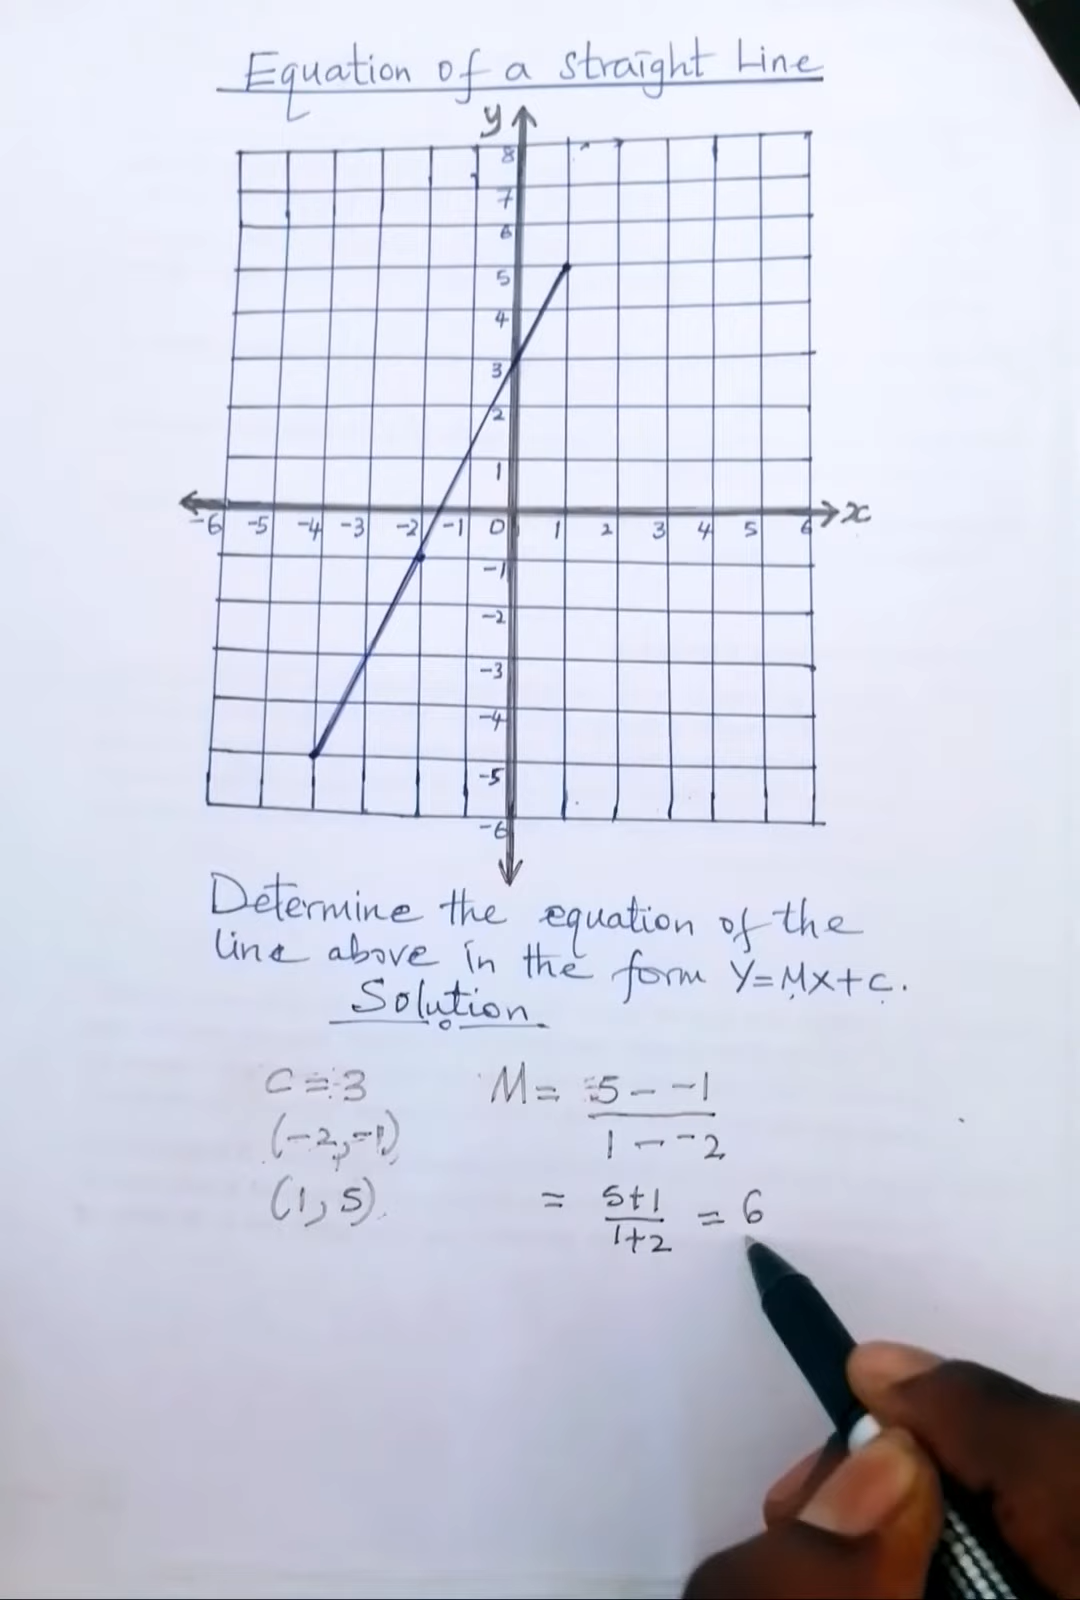 Equation of a straight Line
y
8
7
6
5
4
3
2
1
-6 -5 -4 -3 -2 -1 0 1 2 3 4 5 6 x
-1
-2
-3
-4
-5
-6
Determine the equation of the
line above in the form Y=MX+C.
Solution
C = 3 M = 5 - -1
(-2,-1) 1 - -2
(1, 5) = 5+1 = 6
1+2